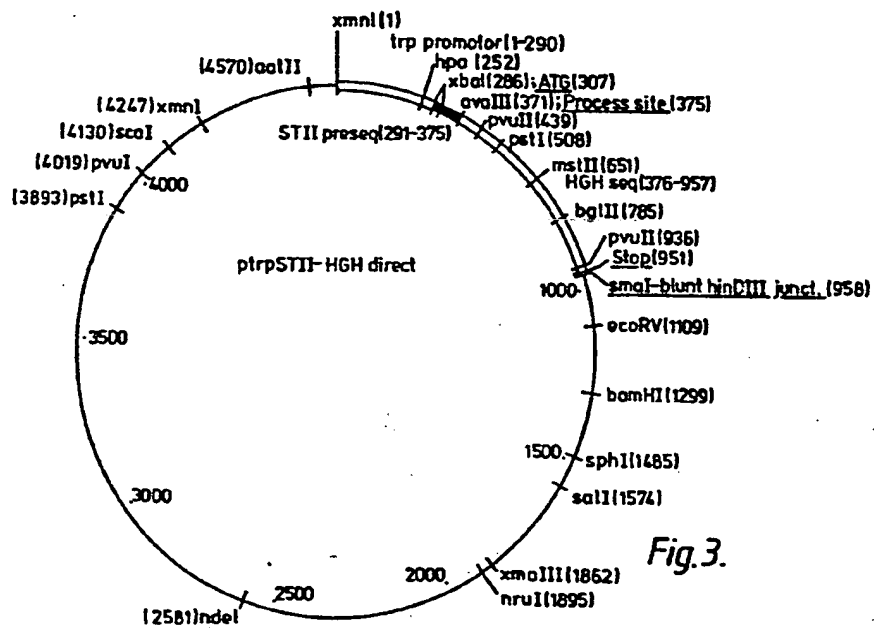 xmnI(1)
trp promotor(1-290)
hpa (252)
(4570)aatII
xbaI(286);ATG(307)
avaIII(371);Process site(375)
(4247)xmnI
pvuII(439)
(4130)scaI
STII preseq(291-375)
pstI(508)
(4019)pvuI
mstII(651)
4000
HGH seq(376-957)
(3893)pstI
bglII(785)
pvuII(936)
ptrpSTII-HGH direct
Stop(951)
1000
smaI-blunt hinDIII junct.(958)
ecoRV(1109)
3500
bamHI(1299)
1500
sphI(1485)
3000
salI(1574)
Fig.3.
2000
xmaIII(1862)
2500
nruI(1895)
(2581)ndeI